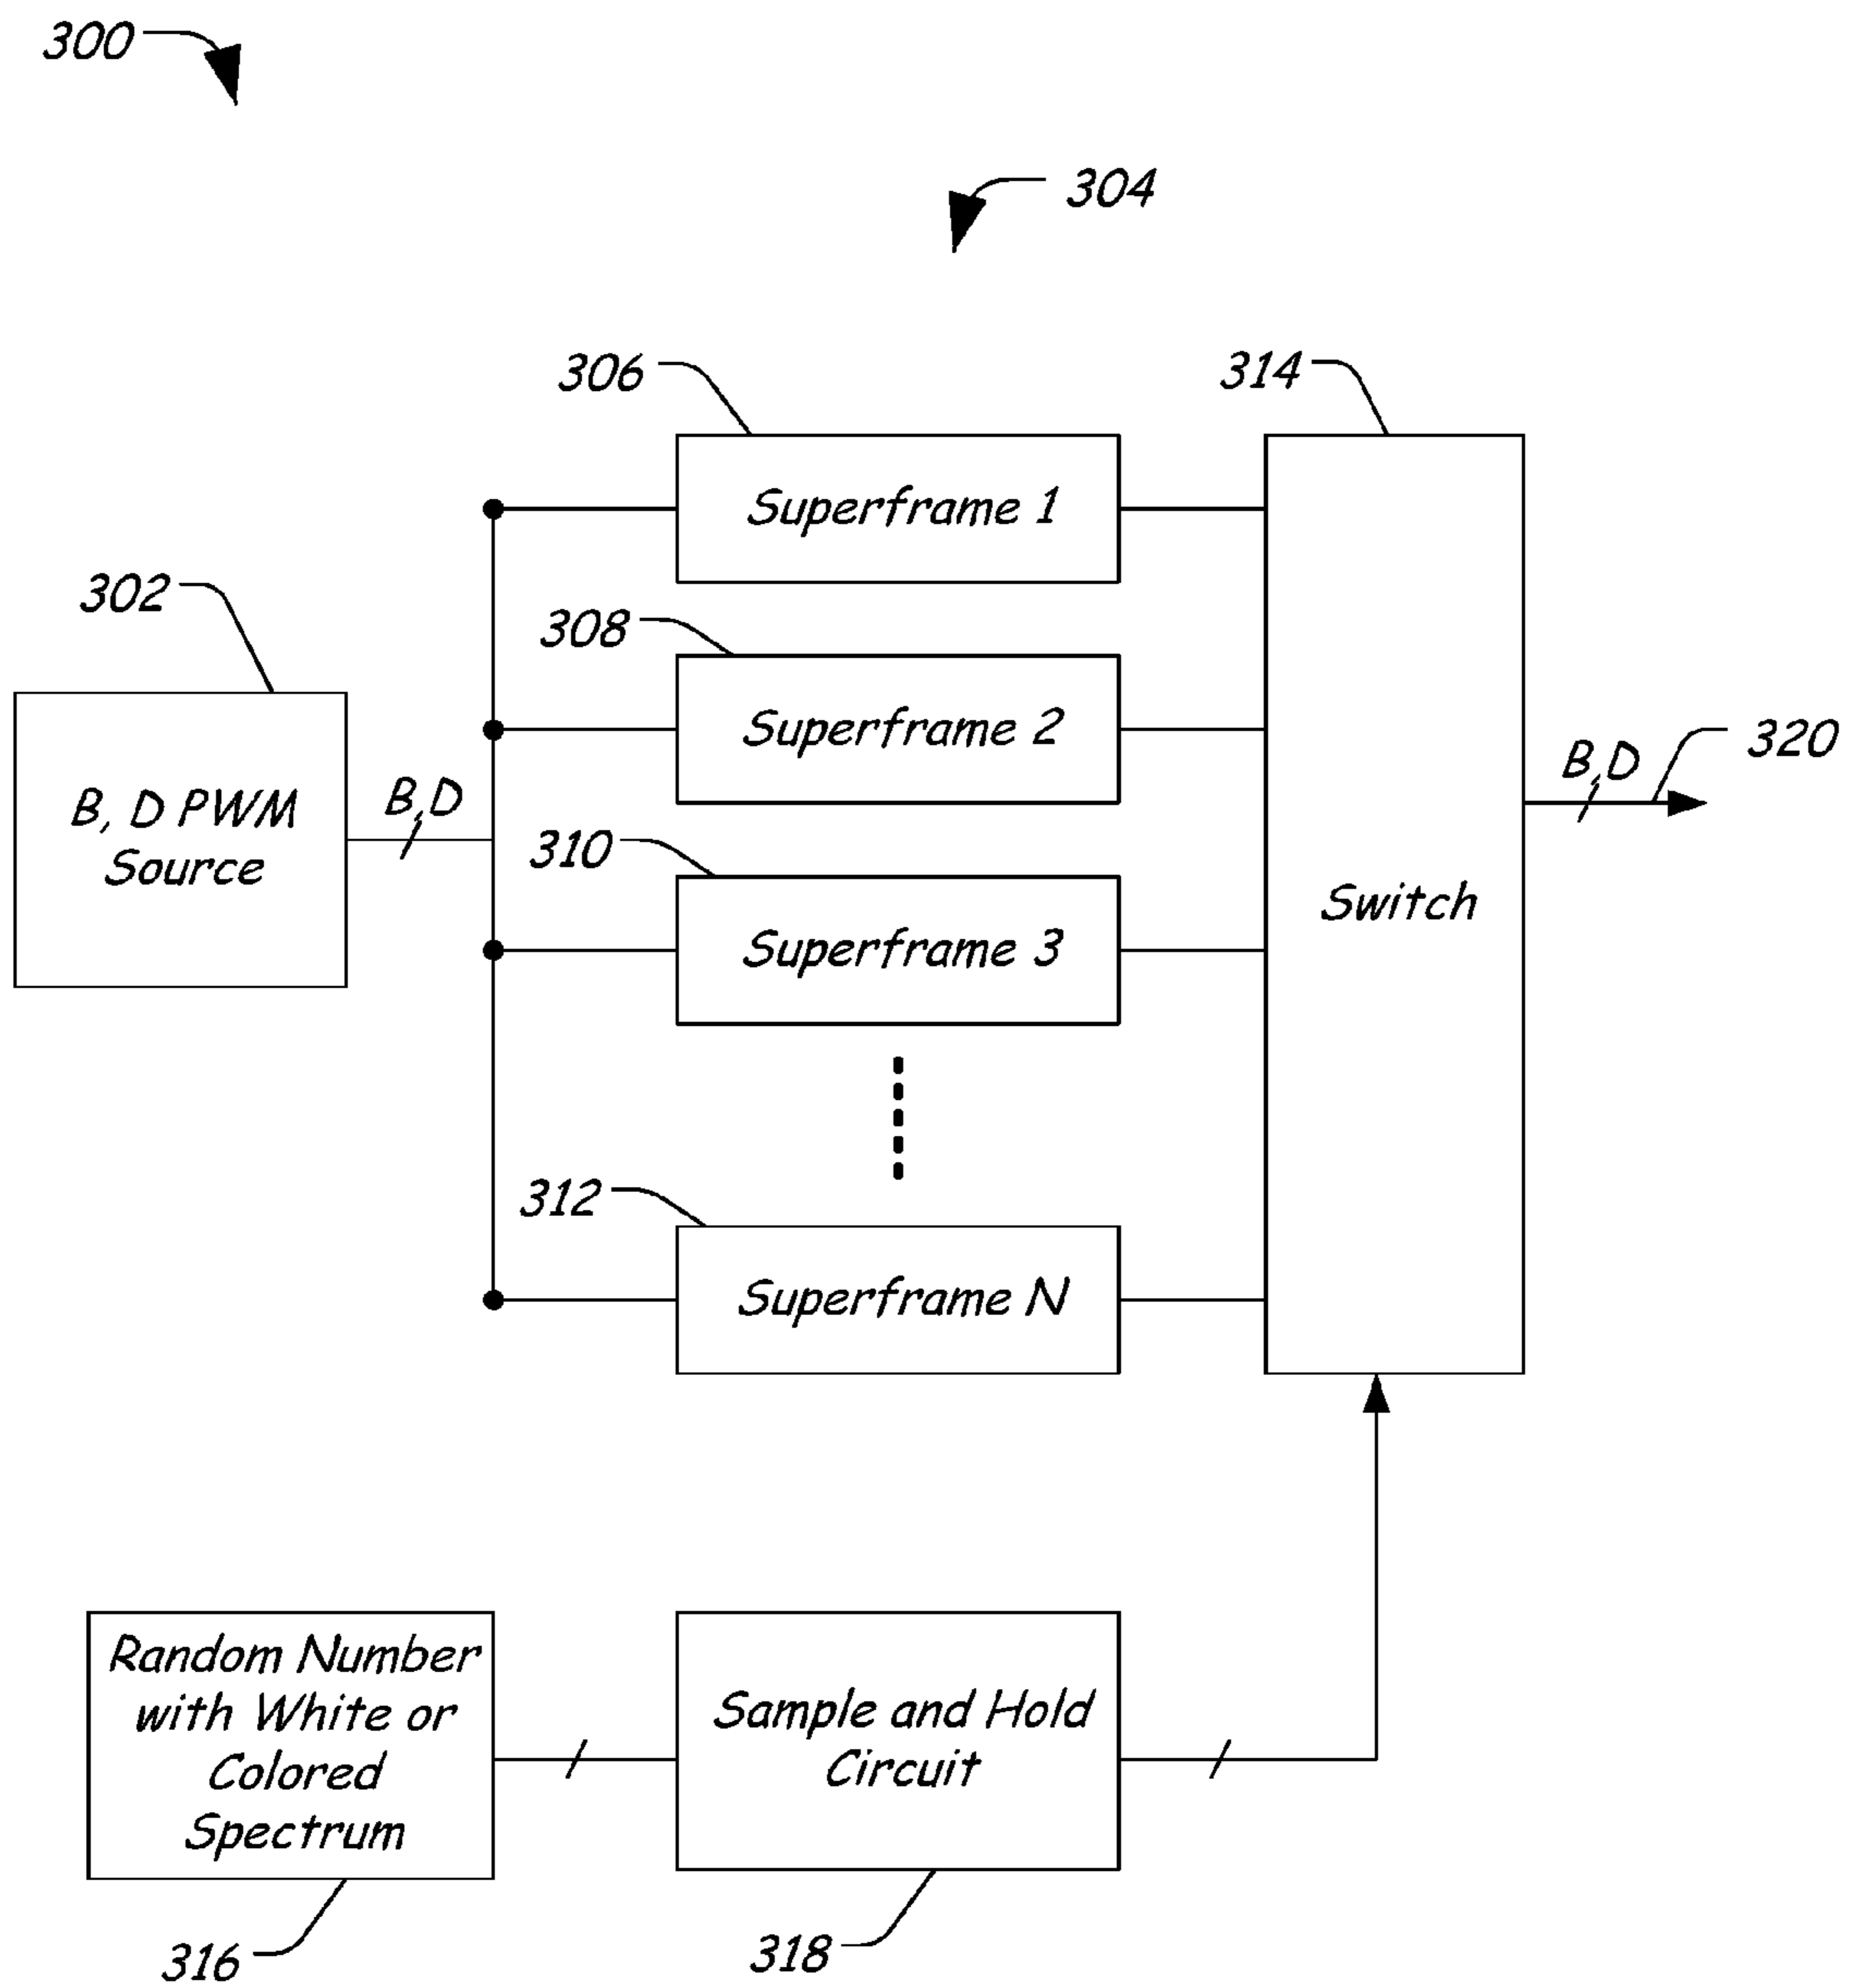 300
304
306
314
Superframe 1
302
308
Superframe 2
320
B, D PWM
Source
B,D
B,D
310
Superframe 3
Switch
312
Superframe N
Random Number
with White or
Colored
Spectrum
Sample and Hold
Circuit
316
318